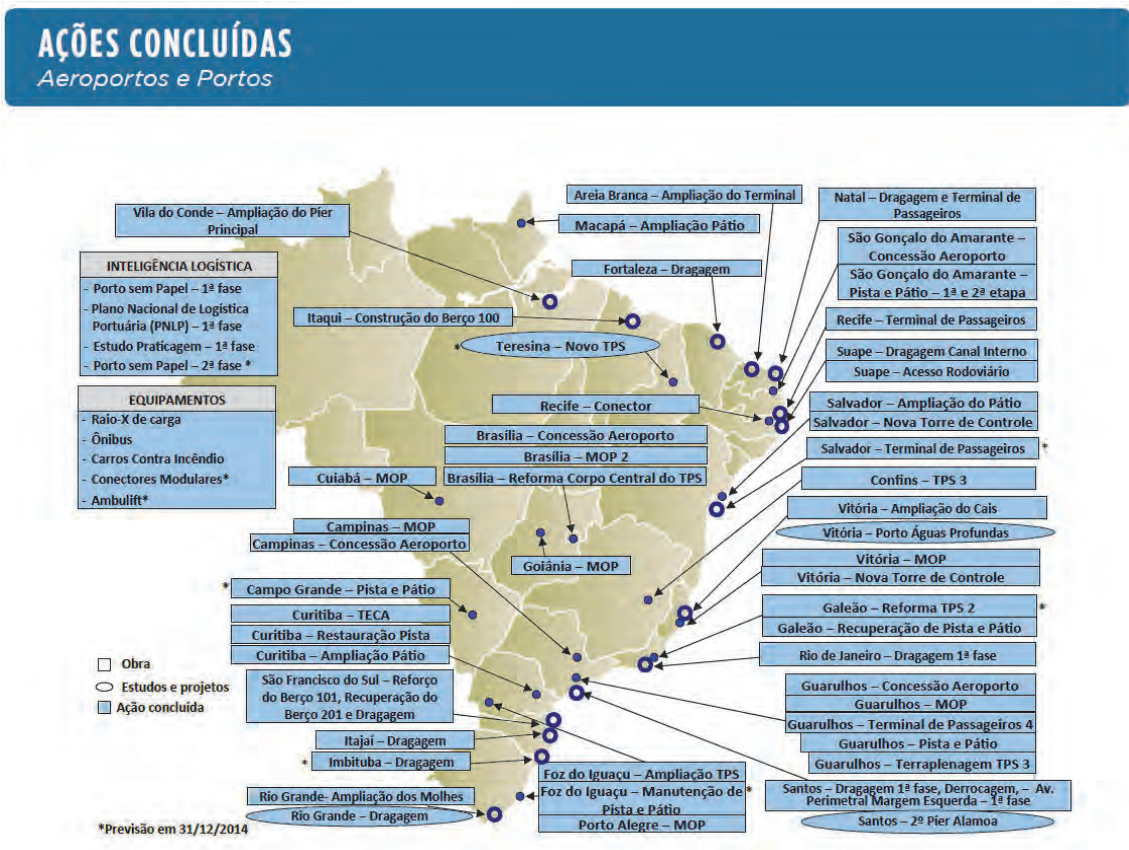 AÇÕES CONCLUÍDAS
Aeroportos e Portos
Vila do Conde – Ampliação do Píer
Principal
Areia Branca – Ampliação do Terminal
Macapá – Ampliação Pátio
Natal – Dragagem e Terminal de
Passageiros
São Gonçalo do Amarante –
Concessão Aeroporto
São Gonçalo do Amarante –
Pista e Pátio – 1ª e 2ª etapa
Fortaleza – Dragagem
INTELIGÊNCIA LOGÍSTICA
- Porto sem Papel – 1ª fase
- Plano Nacional de Logística
Portuária (PNLP) – 1ª fase
- Estudo Praticagem – 1ª fase
- Porto sem Papel – 2ª fase *
Itaqui – Construção do Berço 100
* Teresina – Novo TPS
Recife – Terminal de Passageiros
Suape – Dragagem Canal Interno
Suape – Acesso Rodoviário
EQUIPAMENTOS
- Raio-X de carga
- Ônibus
- Carros Contra Incêndio
- Conectores Modulares*
- Ambulift*
Recife – Conector
Salvador – Ampliação do Pátio
Salvador – Nova Torre de Controle
Salvador – Terminal de Passageiros *
Brasília – Concessão Aeroporto
Brasília – MOP 2
Brasília – Reforma Corpo Central do TPS
Cuiabá – MOP
Confins – TPS 3
Vitória – Ampliação do Cais
Vitória – Porto Águas Profundas
Campinas – MOP
Campinas – Concessão Aeroporto
Goiânia – MOP
Vitória – MOP
Vitória – Nova Torre de Controle
* Campo Grande – Pista e Pátio
Curitiba – TECA
Curitiba – Restauração Pista
Curitiba – Ampliação Pátio
Galeão – Reforma TPS 2 *
Galeão – Recuperação de Pista e Pátio
Rio de Janeiro – Dragagem 1ª fase
Obra
Estudos e projetos
Ação concluída
São Francisco do Sul – Reforço
do Berço 101, Recuperação do
Berço 201 e Dragagem
Guarulhos – Concessão Aeroporto
Guarulhos – MOP
Guarulhos – Terminal de Passageiros 4
Guarulhos – Pista e Pátio
Guarulhos – Terraplenagem TPS 3
Itajaí – Dragagem
* Imbituba – Dragagem
Foz do Iguaçu – Ampliação TPS
Foz do Iguaçu – Manutenção de *
Pista e Pátio
Porto Alegre – MOP
Santos – Dragagem 1ª fase, Derrocagem, – Av.
Perimetral Margem Esquerda – 1ª fase
Santos – 2º Pier Alamoa
Rio Grande- Ampliação dos Molhes
Rio Grande – Dragagem
*Previsão em 31/12/2014